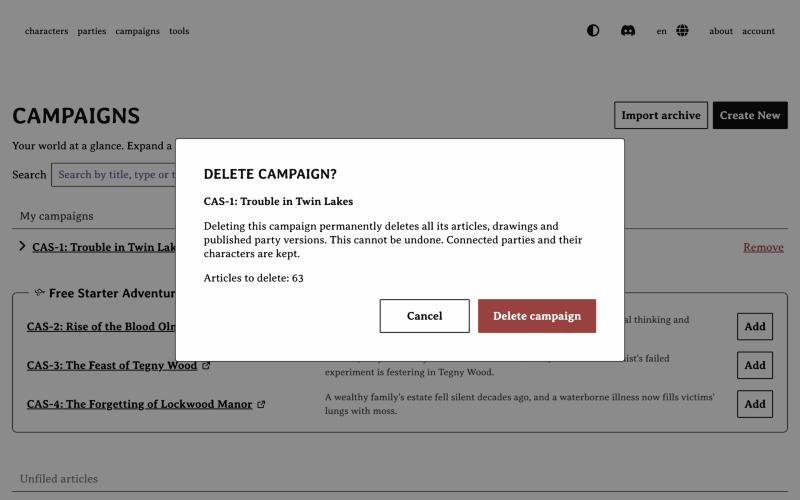 characters parties campaigns tools
en
about account
CAMPAIGNS
Import archive
Create New
Your world at a glance. Expand a
Search
Search by title, type or t
My campaigns
CAS-1: Trouble in Twin Lak
Remove
DELETE CAMPAIGN?
CAS-1: Trouble in Twin Lakes
Deleting this campaign permanently deletes all its articles, drawings and
published party versions. This cannot be undone. Connected parties and their
characters are kept.
Articles to delete: 63
Cancel
Delete campaign
Free Starter Adventur
CAS-2: Rise of the Blood Olm
al thinking and
Add
CAS-3: The Feast of Tegny Wood
ist's failed
experiment is festering in Tegny Wood.
Add
CAS-4: The Forgetting of Lockwood Manor
A wealthy family's estate fell silent decades ago, and a waterborne illness now fills victims'
lungs with moss.
Add
Unfiled articles